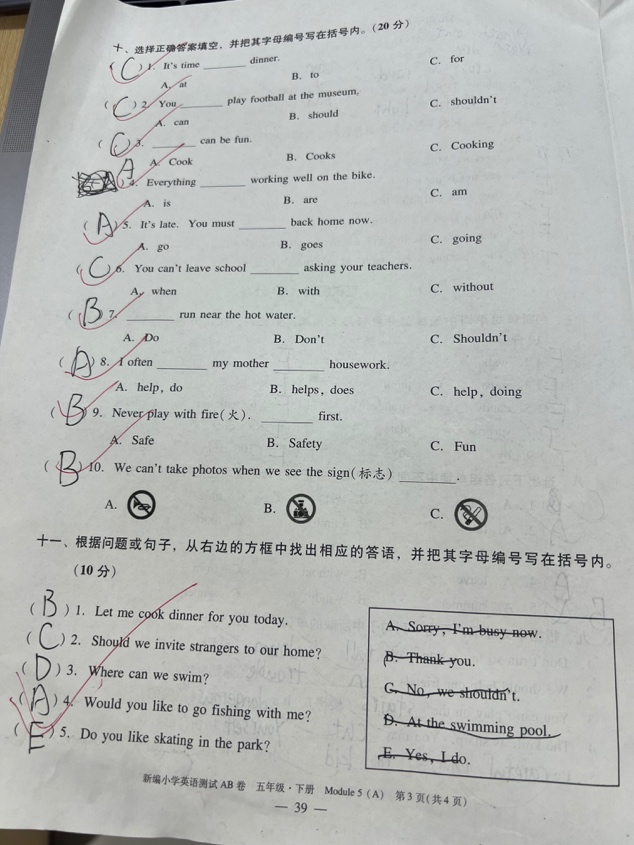 十、选择正确答案填空，并把其字母编号写在括号内。(20 分)
( C ) 1. It's time ______ dinner.
A. at B. to C. for
( C ) 2. You ______ play football at the museum.
A. can B. should C. shouldn't
( C ) 3. ______ can be fun.
A. Cook B. Cooks C. Cooking
( A ) 4. Everything ______ working well on the bike.
A. is B. are C. am
( A ) 5. It's late. You must ______ back home now.
A. go B. goes C. going
( C ) 6. You can't leave school ______ asking your teachers.
A. when B. with C. without
( B ) 7. ______ run near the hot water.
A. Do B. Don't C. Shouldn't
( A ) 8. I often ______ my mother ______ housework.
A. help, do B. helps, does C. help, doing
( B ) 9. Never play with fire(火). ______ first.
A. Safe B. Safety C. Fun
( B ) 10. We can't take photos when we see the sign(标志) ______.
A. B. C.
十一、根据问题或句子，从右边的方框中找出相应的答语，并把其字母编号写在括号内。
(10 分)
( B ) 1. Let me cook dinner for you today.
( C ) 2. Should we invite strangers to our home?
( D ) 3. Where can we swim?
( A ) 4. Would you like to go fishing with me?
( E ) 5. Do you like skating in the park?
A. Sorry, I'm busy now.
B. Thank you.
C. No, we shouldn't.
D. At the swimming pool.
E. Yes, I do.
新编小学英语测试 AB 卷 五年级·下册 Module 5 (A) 第 3 页(共 4 页)
— 39 —